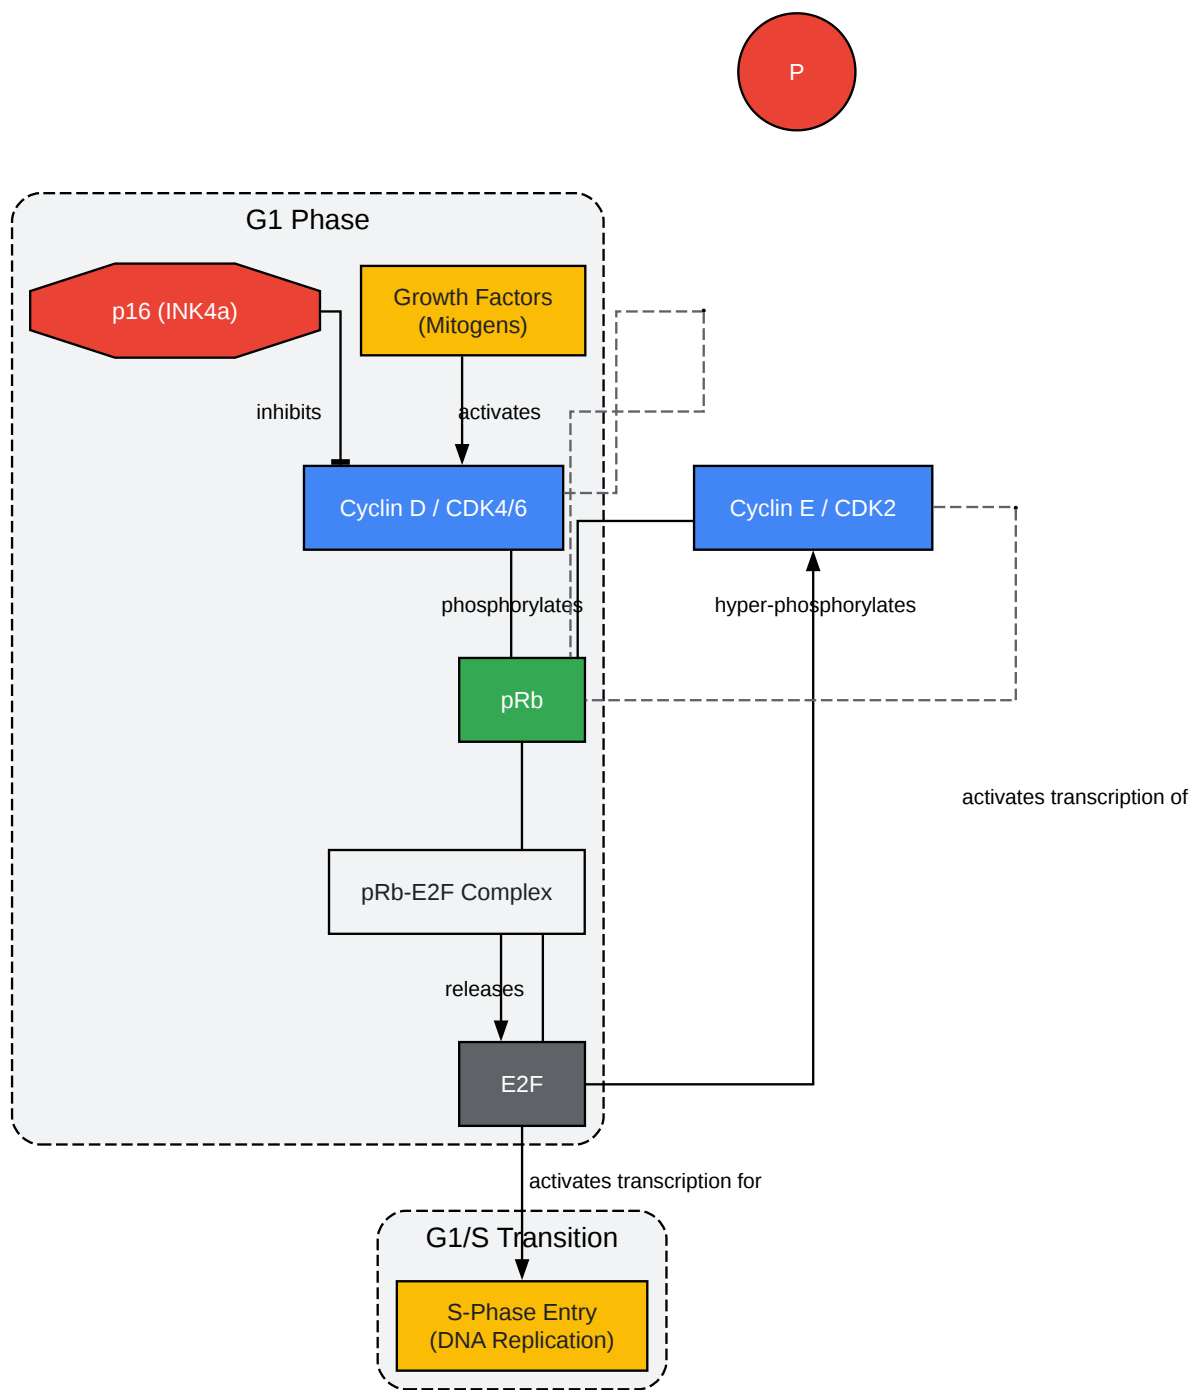 P
G1 Phase
p16 (INK4a)
Growth Factors
(Mitogens)
inhibits
activates
Cyclin D / CDK4/6
Cyclin E / CDK2
phosphorylates
hyper-phosphorylates
pRb
activates transcription of
pRb-E2F Complex
releases
E2F
activates transcription for
G1/S Transition
S-Phase Entry
(DNA Replication)